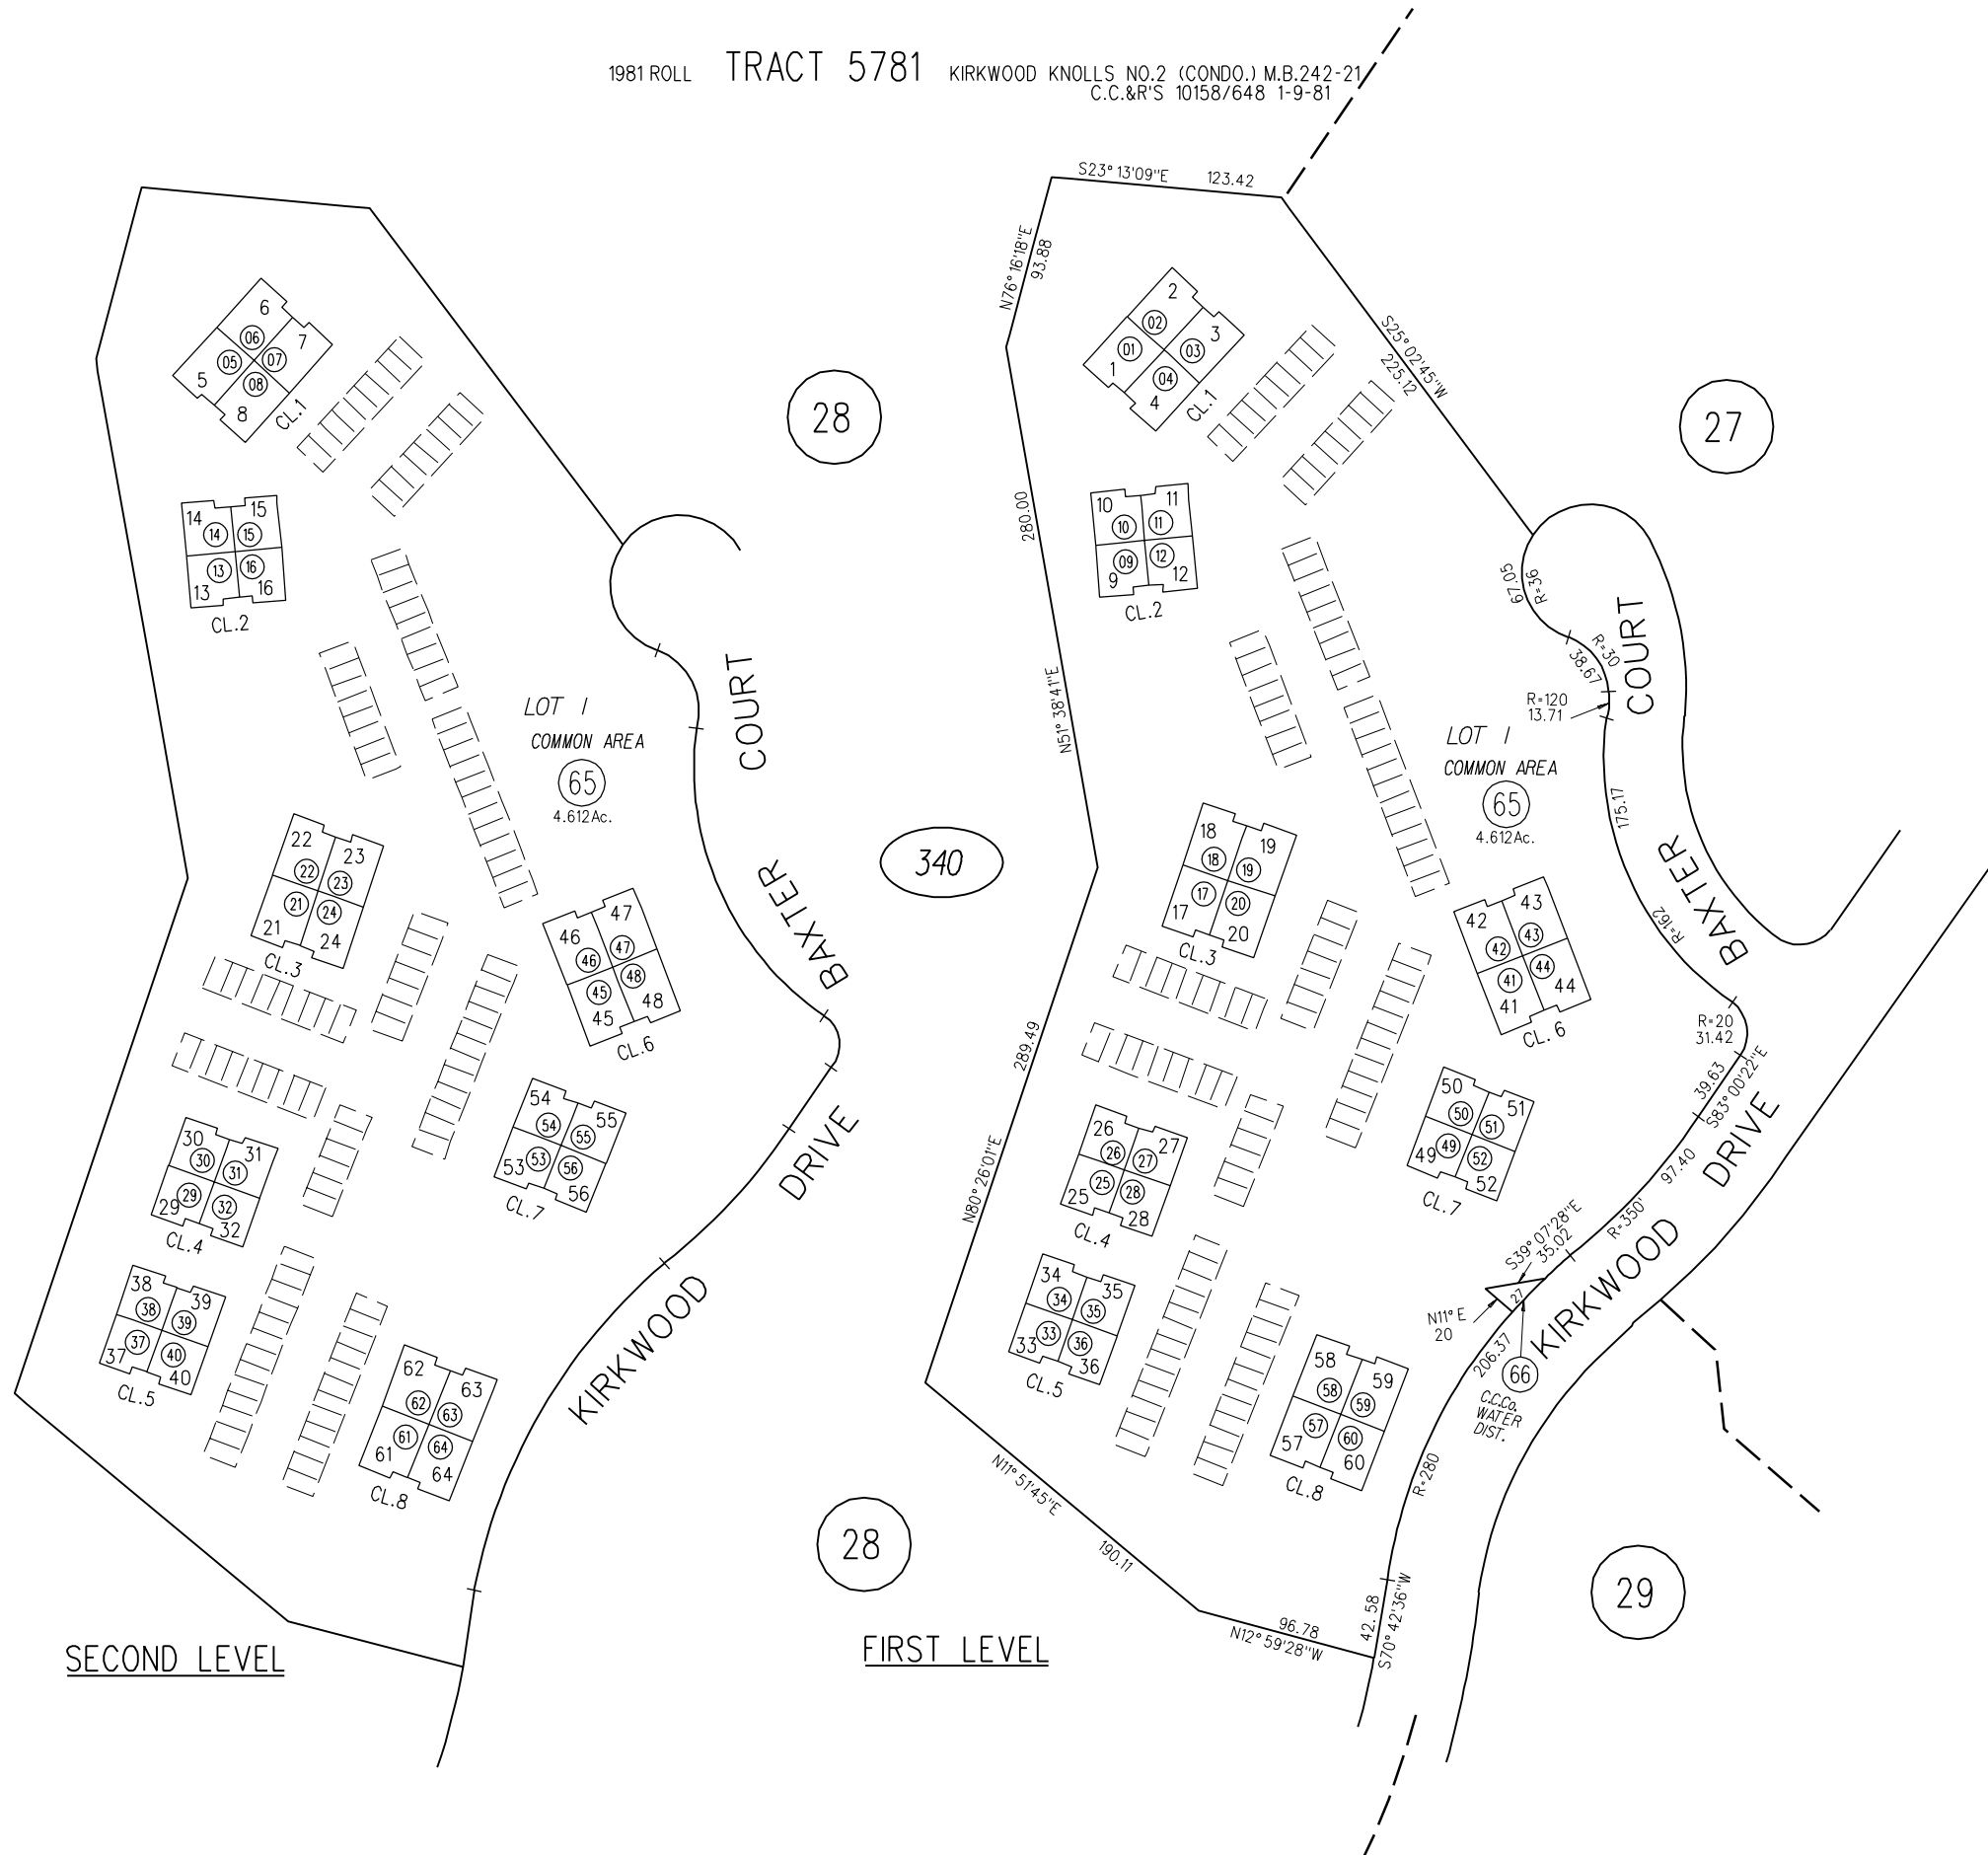 1981 ROLL TRACT 5781 KIRKWOOD KNOLLS NO.2 (CONDO.) M.B.242-21
C.C.&R'S 10158/648 1-9-81
6
06
7
05
07
5
08
8
CL.1
14
15
14
15
13
16
13
16
CL.2
28
LOT 1
COMMON AREA
65
4.612Ac.
COURT
BAXTER
22
23
22
23
21
24
21
24
CL.3
47
46
47
46
48
45
48
45
CL.6
54
55
54
55
53
56
53
56
CL.7
30
31
30
31
29
32
29
32
CL.4
38
39
38
39
37
40
37
40
CL.5
62
63
62
63
61
64
61
64
CL.8
DRIVE
KIRKWOOD
SECOND LEVEL
340
28
S23°13'09"E 123.42
N76°16'18"E
93.88
2
02
3
01
03
1
04
4
CL.1
S25°02'45"W
225.12
27
280.00
N51°38'41"E
10
11
10
11
09
12
9
12
CL.2
67.05
R=36
R=30
38.67
R=120
13.71
COURT
LOT 1
COMMON AREA
65
4.612Ac.
175.17
R=162
BAXTER
18
19
18
19
17
20
17
20
CL.3
43
42
43
42
44
41
44
41
CL.6
R=20
31.42
39.63
S83°00'22"E
289.49
N80°26'01"E
50
51
50
51
49
52
49
52
CL.7
26
27
26
27
25
28
25
28
CL.4
34
35
34
35
33
36
33
36
CL.5
58
59
58
59
57
60
57
60
CL.8
DRIVE
97.40
R=350'
S39°07'28"E
35.02
27
N11°E
20
KIRKWOOD
206.37
66
C.C.Co.
WATER
DIST.
R=280
N11°51'45"E
190.11
96.78
N12°59'28"W
42.58
S70°42'36"W
29
FIRST LEVEL